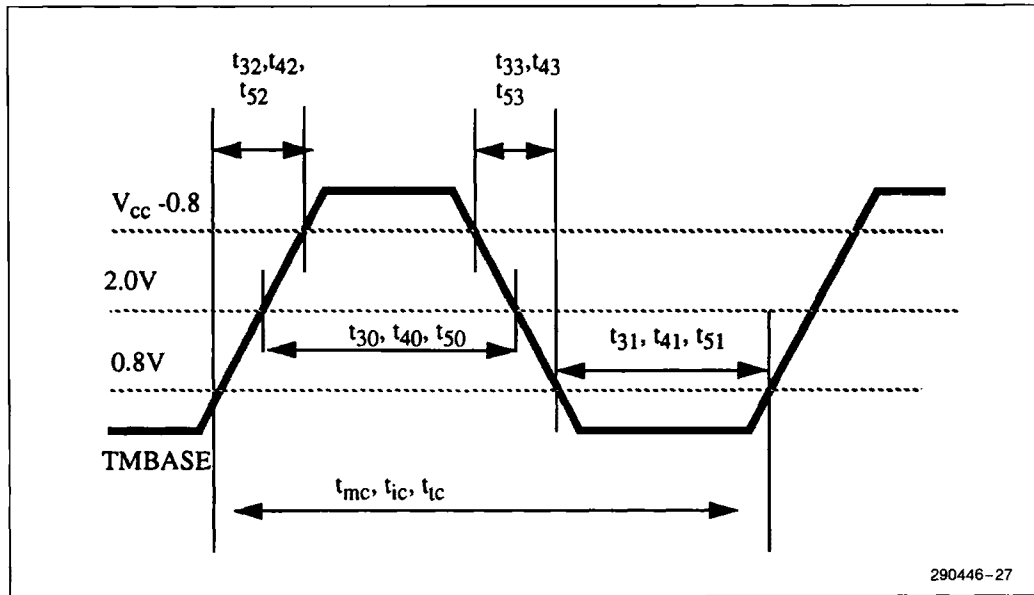 t32,t42,
t52
t33,t43
t53
Vcc -0.8
2.0V
t30, t40, t50
t31, t41, t51
0.8V
TMBASE
tmc, tic, ttc
290446-27